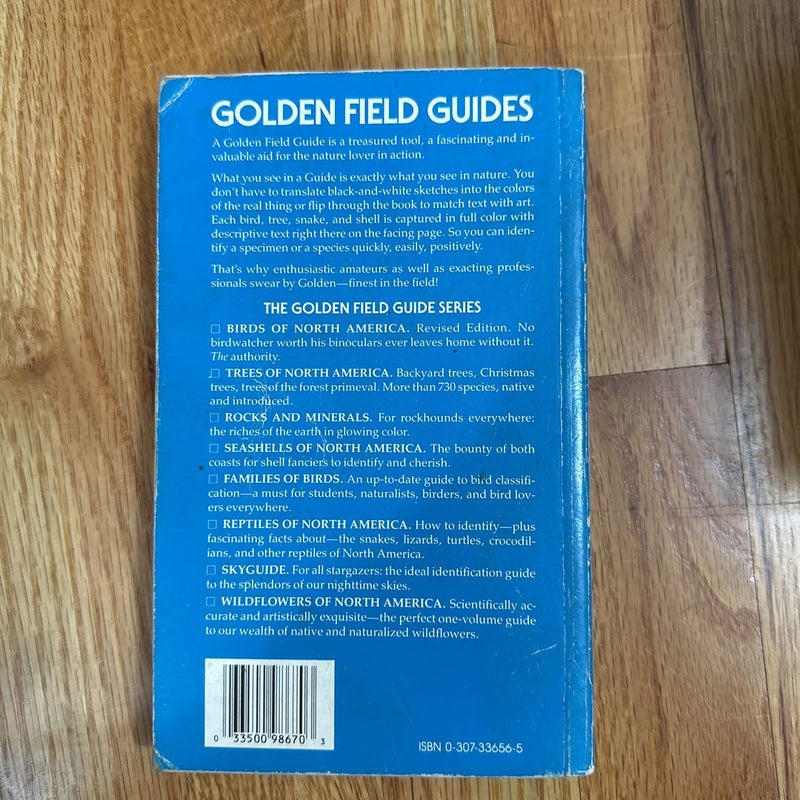 GOLDEN FIELD GUIDES
A Golden Field Guide is a treasured tool, a fascinating and in-
valuable aid for the nature lover in action.
What you see in a Guide is exactly what you see in nature. You
don't have to translate black-and-white sketches into the colors
of the real thing or flip through the book to match text with art.
Each bird, tree, snake, and shell is captured in full color with
descriptive text right there on the facing page. So you can iden-
tify a specimen or a species quickly, easily, positively.
That's why enthusiastic amateurs as well as exacting profes-
sionals swear by Golden—finest in the field!
THE GOLDEN FIELD GUIDE SERIES
□ BIRDS OF NORTH AMERICA. Revised Edition. No
birdwatcher worth his binoculars ever leaves home without it.
The authority.
□ TREES OF NORTH AMERICA. Backyard trees, Christmas
trees, trees of the forest primeval. More than 730 species, native
and introduced.
□ ROCKS AND MINERALS. For rockhounds everywhere:
the riches of the earth in glowing color.
□ SEASHELLS OF NORTH AMERICA. The bounty of both
coasts for shell fanciers to identify and cherish.
□ FAMILIES OF BIRDS. An up-to-date guide to bird classifi-
cation—a must for students, naturalists, birders, and bird lov-
ers everywhere.
□ REPTILES OF NORTH AMERICA. How to identify—plus
fascinating facts about—the snakes, lizards, turtles, crocodil-
ians, and other reptiles of North America.
□ SKYGUIDE. For all stargazers: the ideal identification guide
to the splendors of our nighttime skies.
□ WILDFLOWERS OF NORTH AMERICA. Scientifically ac-
curate and artistically exquisite—the perfect one-volume guide
to our wealth of native and naturalized wildflowers.
0 33500 98670 3
ISBN 0-307-33656-5